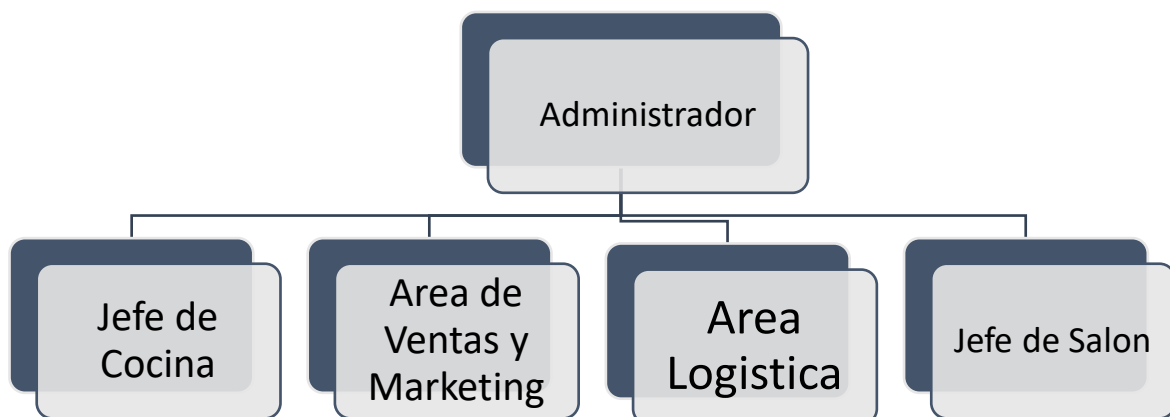 Administrador
Jefe de
Cocina
Area de
Ventas y
Marketing
Area
Logistica
Jefe de Salon